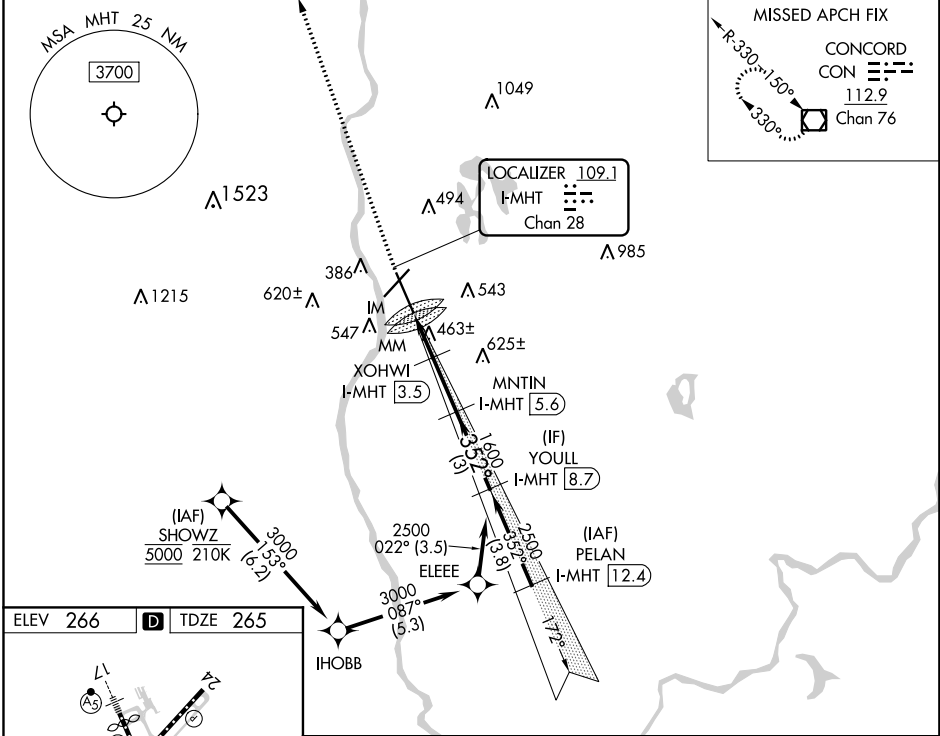 MSA MHT 25 NM
3700
MISSED APCH FIX
R-330
150°
330°
CONCORD
CON
112.9
Chan 76
1049
1523
LOCALIZER 109.1
I-MHT
Chan 28
494
985
386
1215
620±
543
IM
547
463±
MM
625±
XOHWI
I-MHT 3.5
MNTIN
I-MHT 5.6
1600
352°
(3)
(IF)
YOULL
I-MHT 8.7
(IAF)
SHOWZ
5000 210K
3000
153°
(6.2)
2500
022° (3.5)
ELEEE
2500
352°
(3.8)
(IAF)
PELAN
I-MHT 12.4
3000
087°
(5.3)
172°
IHOBB
ELEV 266 D TDZE 265
17
24
A5
P